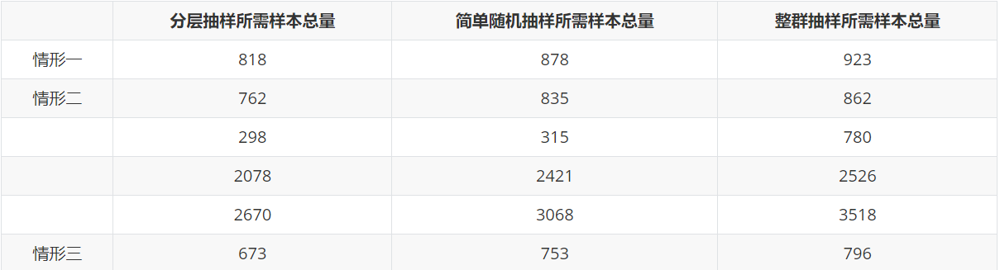 分层抽样所需样本总量 简单随机抽样所需样本总量 整群抽样所需样本总量
情形一 818 878 923
情形二 762 835 862
298 315 780
2078 2421 2526
2670 3068 3518
情形三 673 753 796